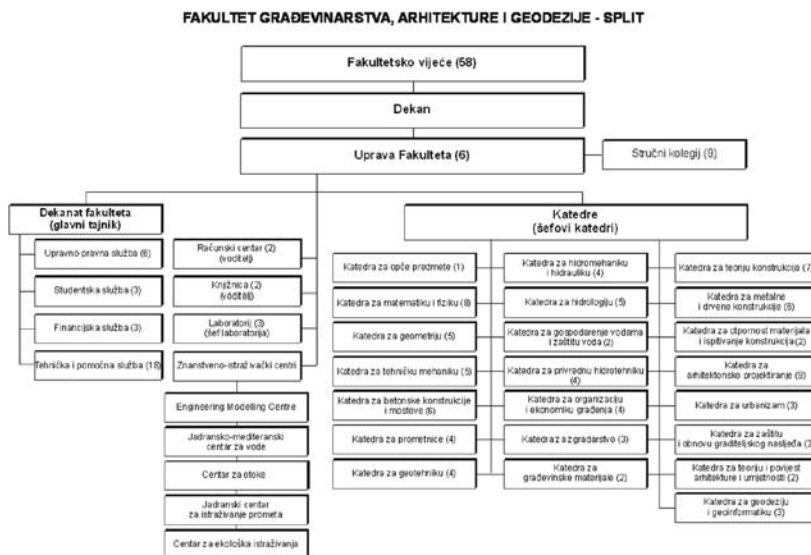 FAKULTET GRAĐEVINARSTVA, ARHITEKTURE I GEODEZIJE - SPLIT
Fakultetsko vijeće (58)
Dekan
Uprava Fakulteta (6)
Stručni kolegij (9)
Dekanat fakulteta
(glavni tajnik)
Upravno-pravna služba (6)
Studentska služba (3)
Financijska služba (3)
Tehnička i pomoćna služba (18)
Računski centar (2)
(voditelj)
Knjižnica (2)
(voditelj)
Laboratorij (3)
(šef laboratorija)
Znanstveno-istraživački centri
Engineering Modelling Centre
Jadransko-mediteranski
centar za vode
Centar za otoke
Jadranski centar
za istraživanje prometa
Centar za ekološka istraživanja
Katedre
(šefovi katedri)
Katedra za opće predmete (1)
Katedra za matematiku i fiziku (8)
Katedra za geometriju (5)
Katedra za tehničku mehaniku (5)
Katedra za betonske konstrukcije
i mostove (6)
Katedra za prometnice (4)
Katedra za geotehniku (4)
Katedra za hidromehaniku
i hidrauliku (4)
Katedra za hidrologiju (5)
Katedra za gospodarenje vodama
i zaštitu voda (2)
Katedra za privrednu hidrotehniku
(4)
Katedra za organizaciju
i ekonomiku građenja (4)
Katedra za zgradarstvo (3)
Katedra za
građevinske materijale (2)
Katedra za teoriju konstrukcija (7)
Katedra za metalne
i drvene konstrukcije (6)
Katedra za otpornost materijala
i ispitivanje konstrukcija (2)
Katedra za
arhitektonsko projektiranje (9)
Katedra za urbanizam (3)
Katedra za zaštitu
i obnovu graditeljskog nasljeđa
Katedra za teoriju i povijest
arhitekture i umjetnosti (2)
Katedra za geodeziju
i geoinformatiku (3)